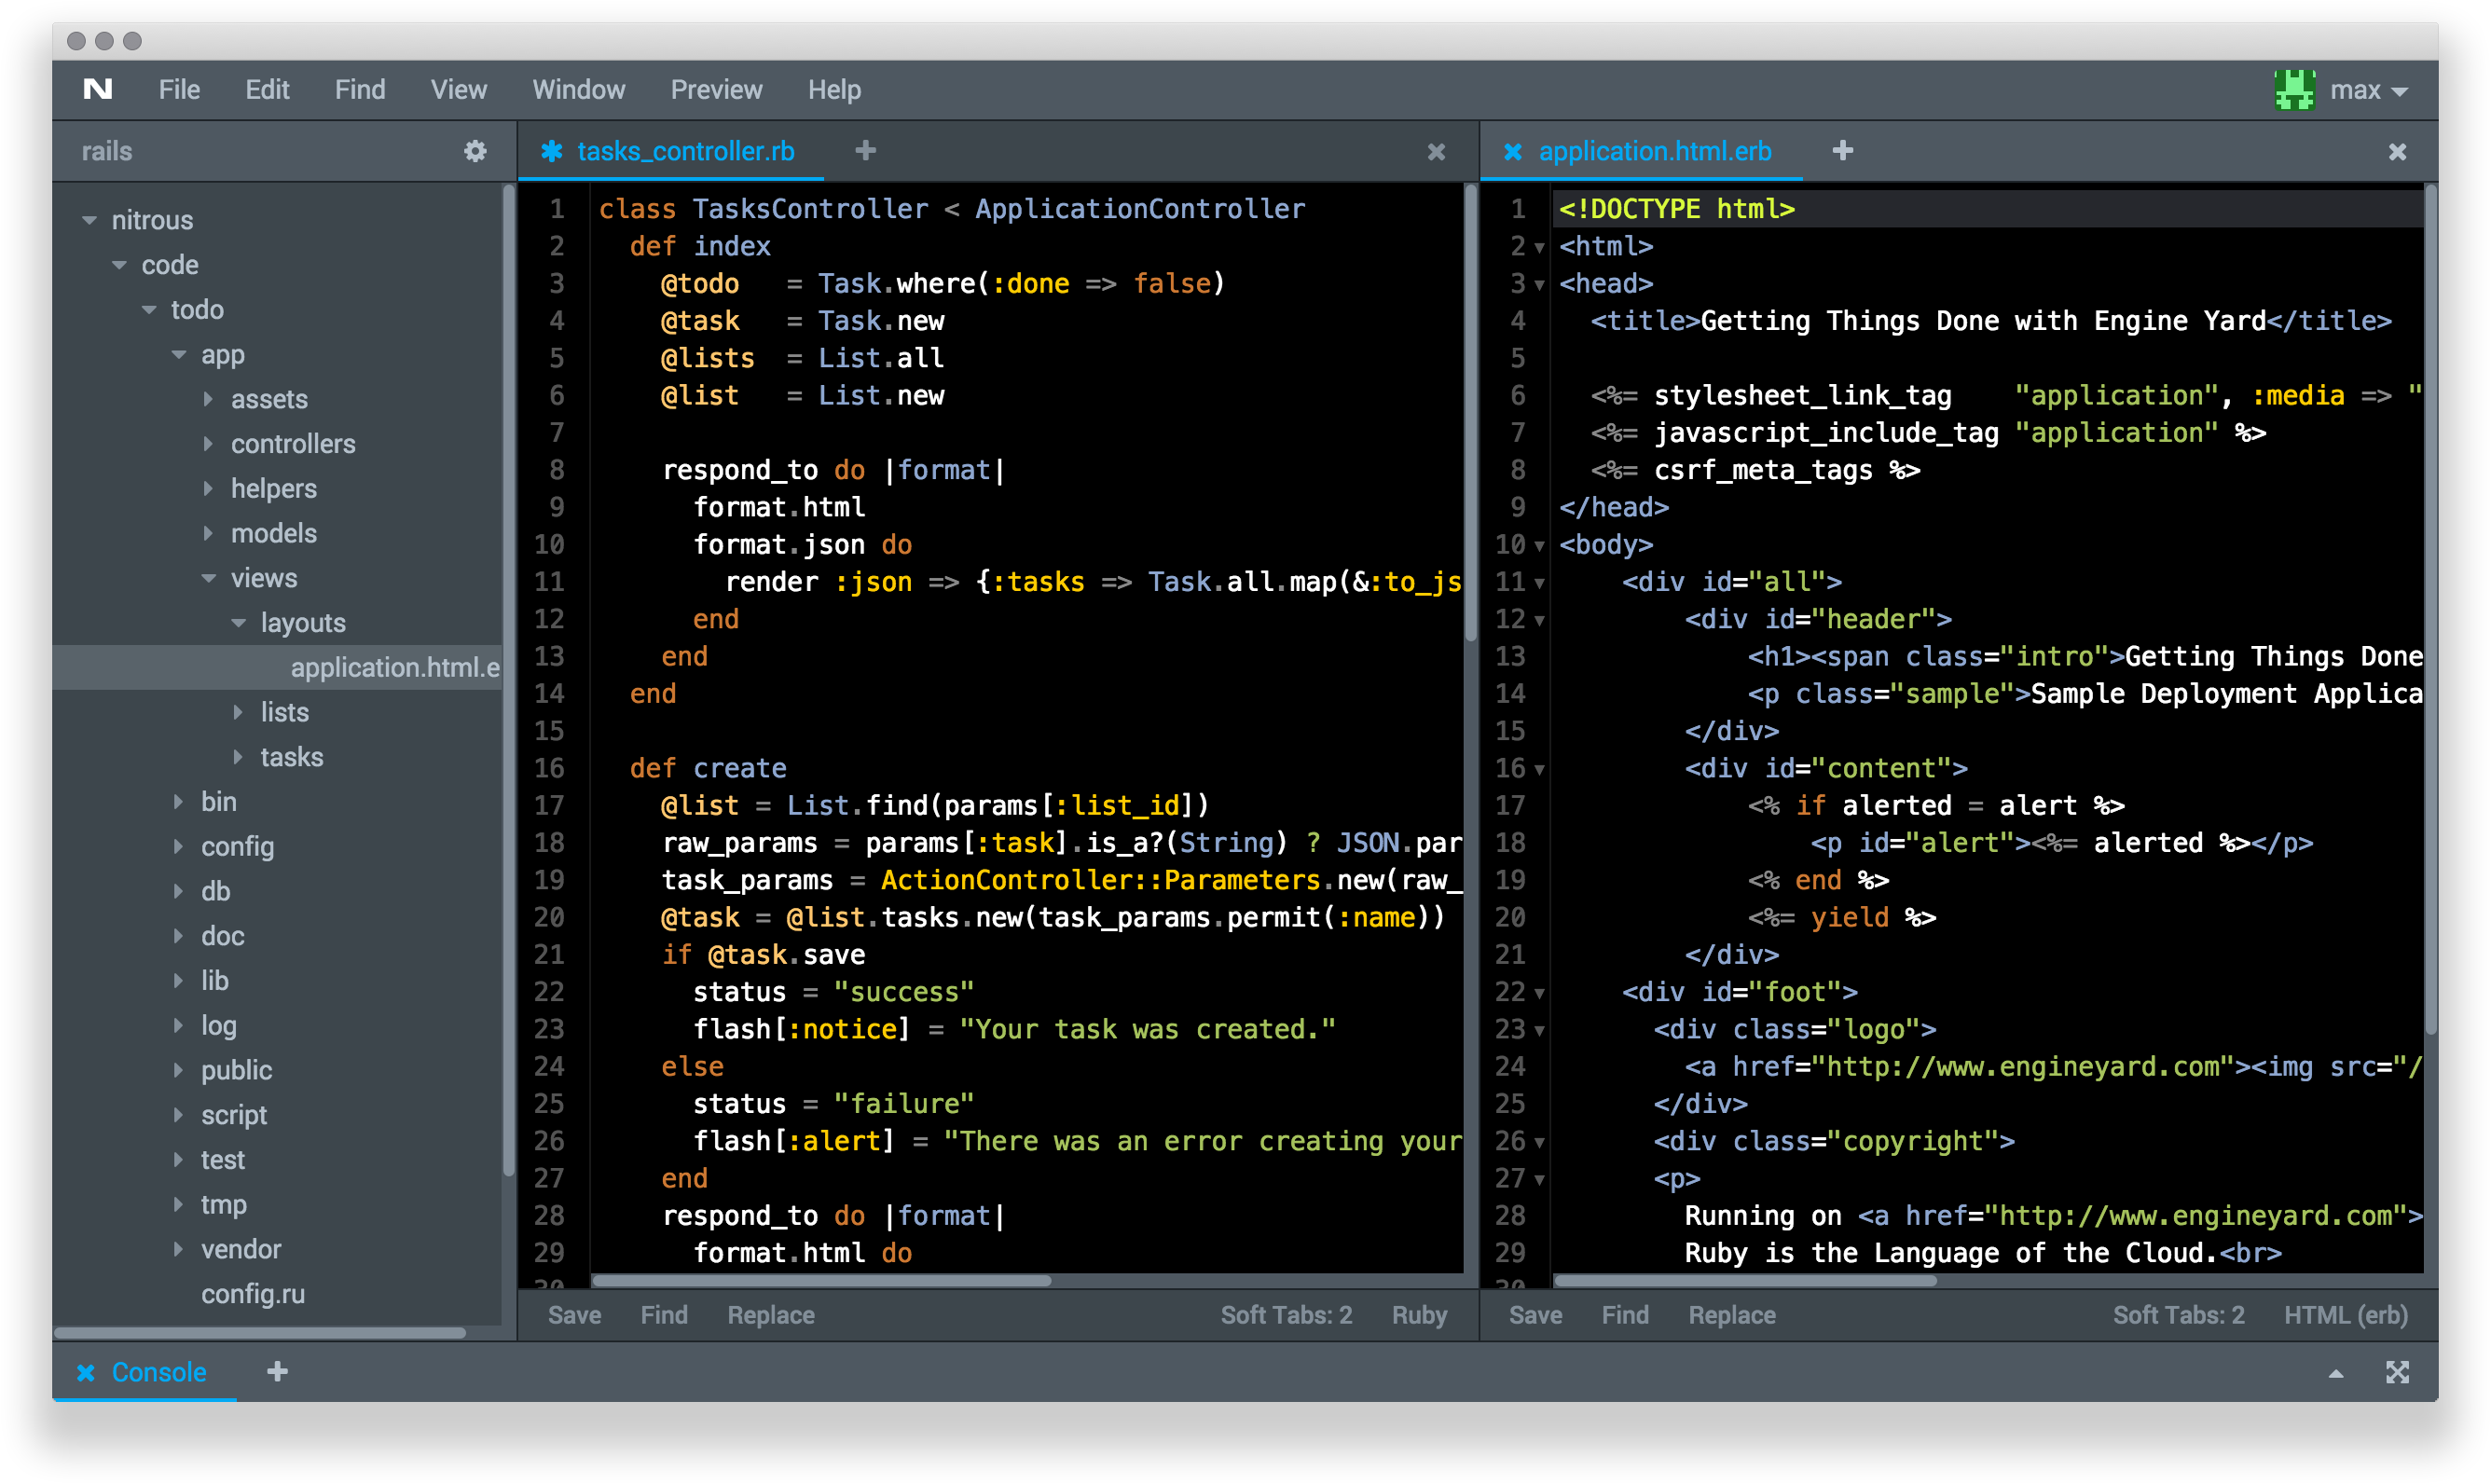 N File Edit Find View Window Preview Help max
rails
nitrous
code
todo
app
assets
controllers
helpers
models
views
layouts
application.html.e
lists
tasks
bin
config
db
doc
lib
log
public
script
test
tmp
vendor
config.ru
tasks_controller.rb
1 class TasksController < ApplicationController
2   def index
3     @todo   = Task.where(:done => false)
4     @task   = Task.new
5     @lists  = List.all
6     @list   = List.new
7
8     respond_to do |format|
9       format.html
10       format.json do
11         render :json => {:tasks => Task.all.map(&:to_js
12       end
13     end
14   end
15
16   def create
17     @list = List.find(params[:list_id])
18     raw_params = params[:task].is_a?(String) ? JSON.par
19     task_params = ActionController::Parameters.new(raw_
20     @task = @list.tasks.new(task_params.permit(:name))
21     if @task.save
22       status = "success"
23       flash[:notice] = "Your task was created."
24     else
25       status = "failure"
26       flash[:alert] = "There was an error creating your
27     end
28     respond_to do |format|
29       format.html do
30
Save Find Replace Soft Tabs: 2 Ruby
application.html.erb
1 <!DOCTYPE html>
2 <html>
3 <head>
4   <title>Getting Things Done with Engine Yard</title>
5
6   <%= stylesheet_link_tag    "application", :media => "
7   <%= javascript_include_tag "application" %>
8   <%= csrf_meta_tags %>
9 </head>
10 <body>
11     <div id="all">
12         <div id="header">
13             <h1><span class="intro">Getting Things Done
14             <p class="sample">Sample Deployment Applica
15         </div>
16         <div id="content">
17             <% if alerted = alert %>
18                 <p id="alert"><%= alerted %></p>
19             <% end %>
20             <%= yield %>
21         </div>
22     <div id="foot">
23       <div class="logo">
24         <a href="http://www.engineyard.com"><img src="/
25       </div>
26       <div class="copyright">
27       <p>
28         Running on <a href="http://www.engineyard.com">
29         Ruby is the Language of the Cloud.<br>
30
Save Find Replace Soft Tabs: 2 HTML (erb)
Console